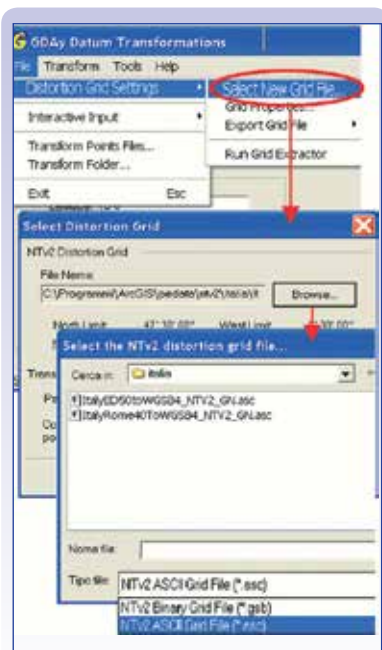 GDAy Datum Transformations
File Transform Tools Help
Distortion Grid Settings
Select New Grid File...
Grid Properties...
Interactive Input
Export Grid File
Transform Points Files...
Transform Folder...
Run Grid Extractor
Exit Esc
Select Distortion Grid
NTv2 Distortion Grid
File Name:
Browse...
North Limit 47° 30' 00" West Limit
Select the NTv2 distortion grid file...
Cerca in: italia
ItalyED50toWGS84_NTV2_GN.asc
ItalyRome40ToWGS84_NTV2_GN.asc
Nome file:
Tipo file: NTv2 ASCII Grid File (*.asc)
NTv2 Binary Grid File (*.gsb)
NTv2 ASCII Grid File (*.asc)